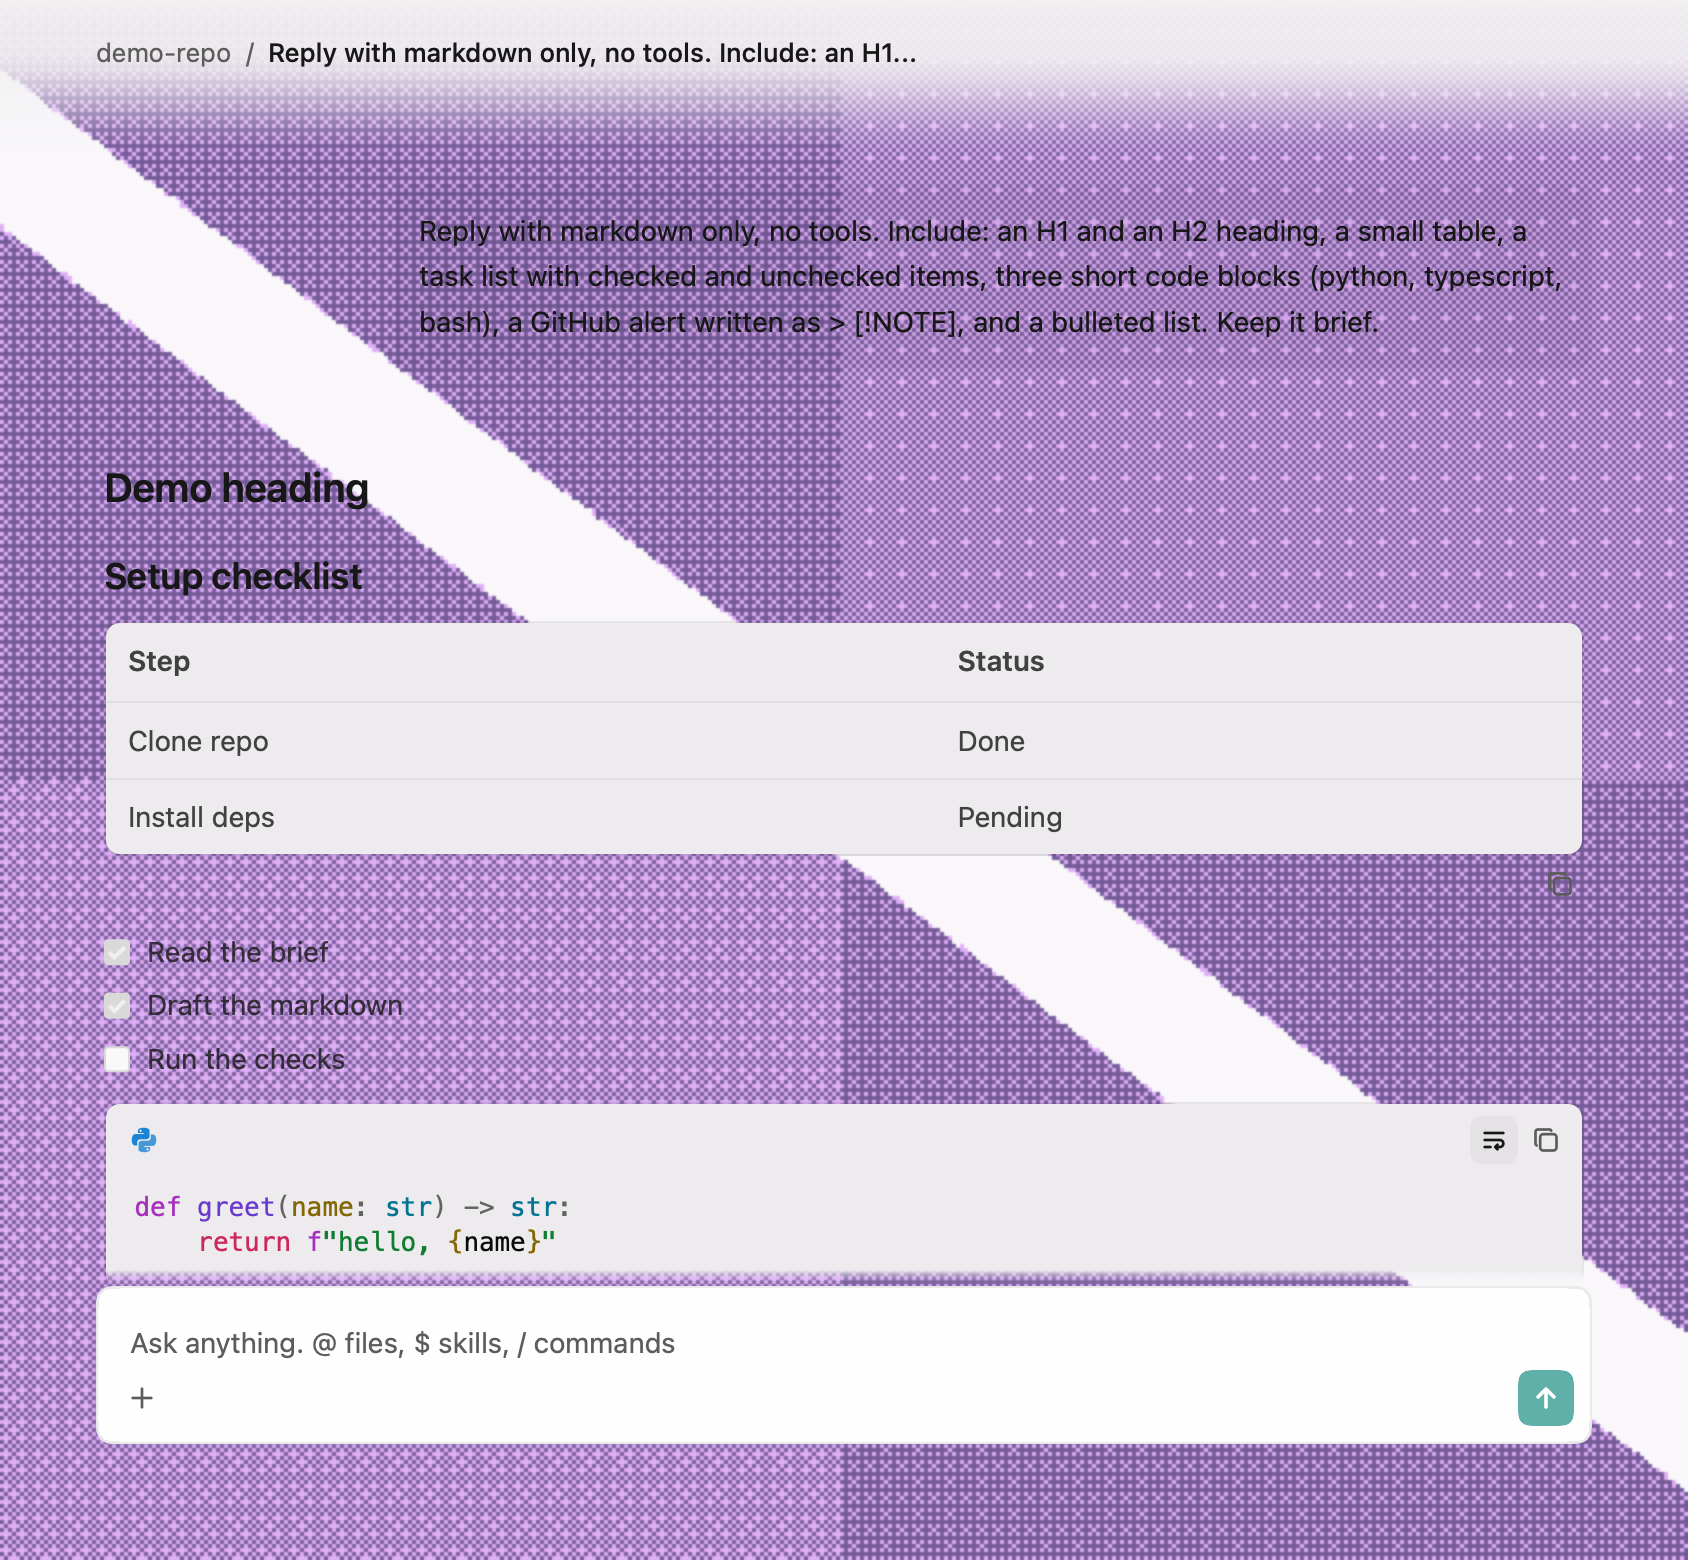 demo-repo / Reply with markdown only, no tools. Include: an H1...
Reply with markdown only, no tools. Include: an H1 and an H2 heading, a small table, a
task list with checked and unchecked items, three short code blocks (python, typescript,
bash), a GitHub alert written as > [!NOTE], and a bulleted list. Keep it brief.
Demo heading
Setup checklist
Step Status
Clone repo Done
Install deps Pending
Read the brief
Draft the markdown
Run the checks
def greet(name: str) -> str:
    return f"hello, {name}"
Ask anything. @ files, $ skills, / commands